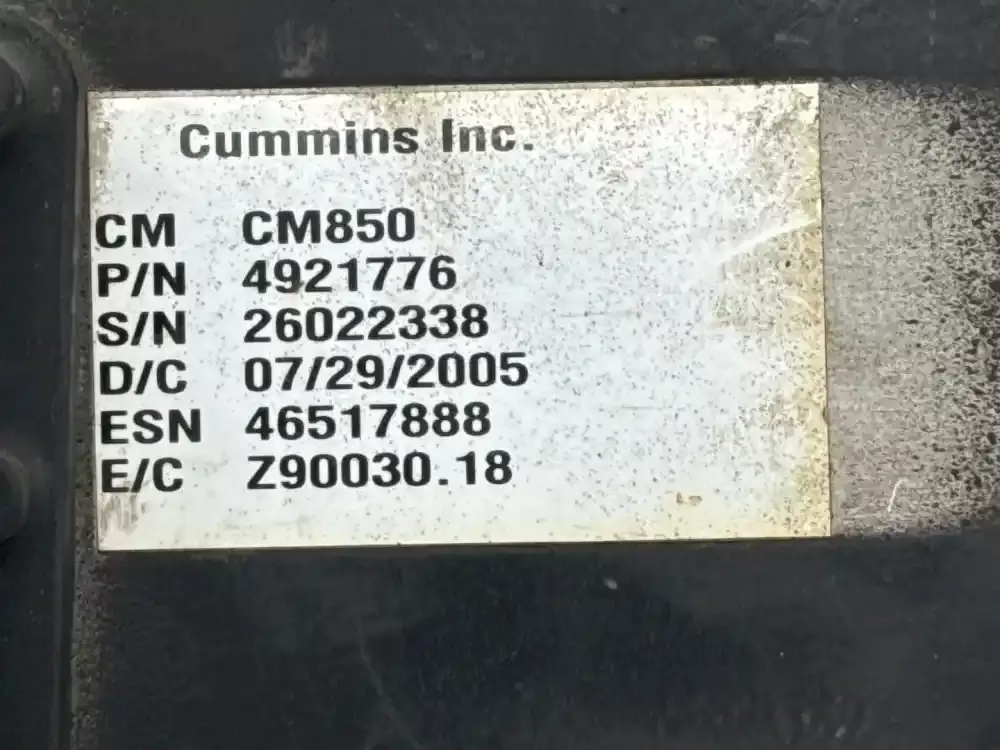 Cummins Inc.
CM CM850
P/N 4921776
S/N 26022338
D/C 07/29/2005
ESN 46517888
E/C Z90030.18